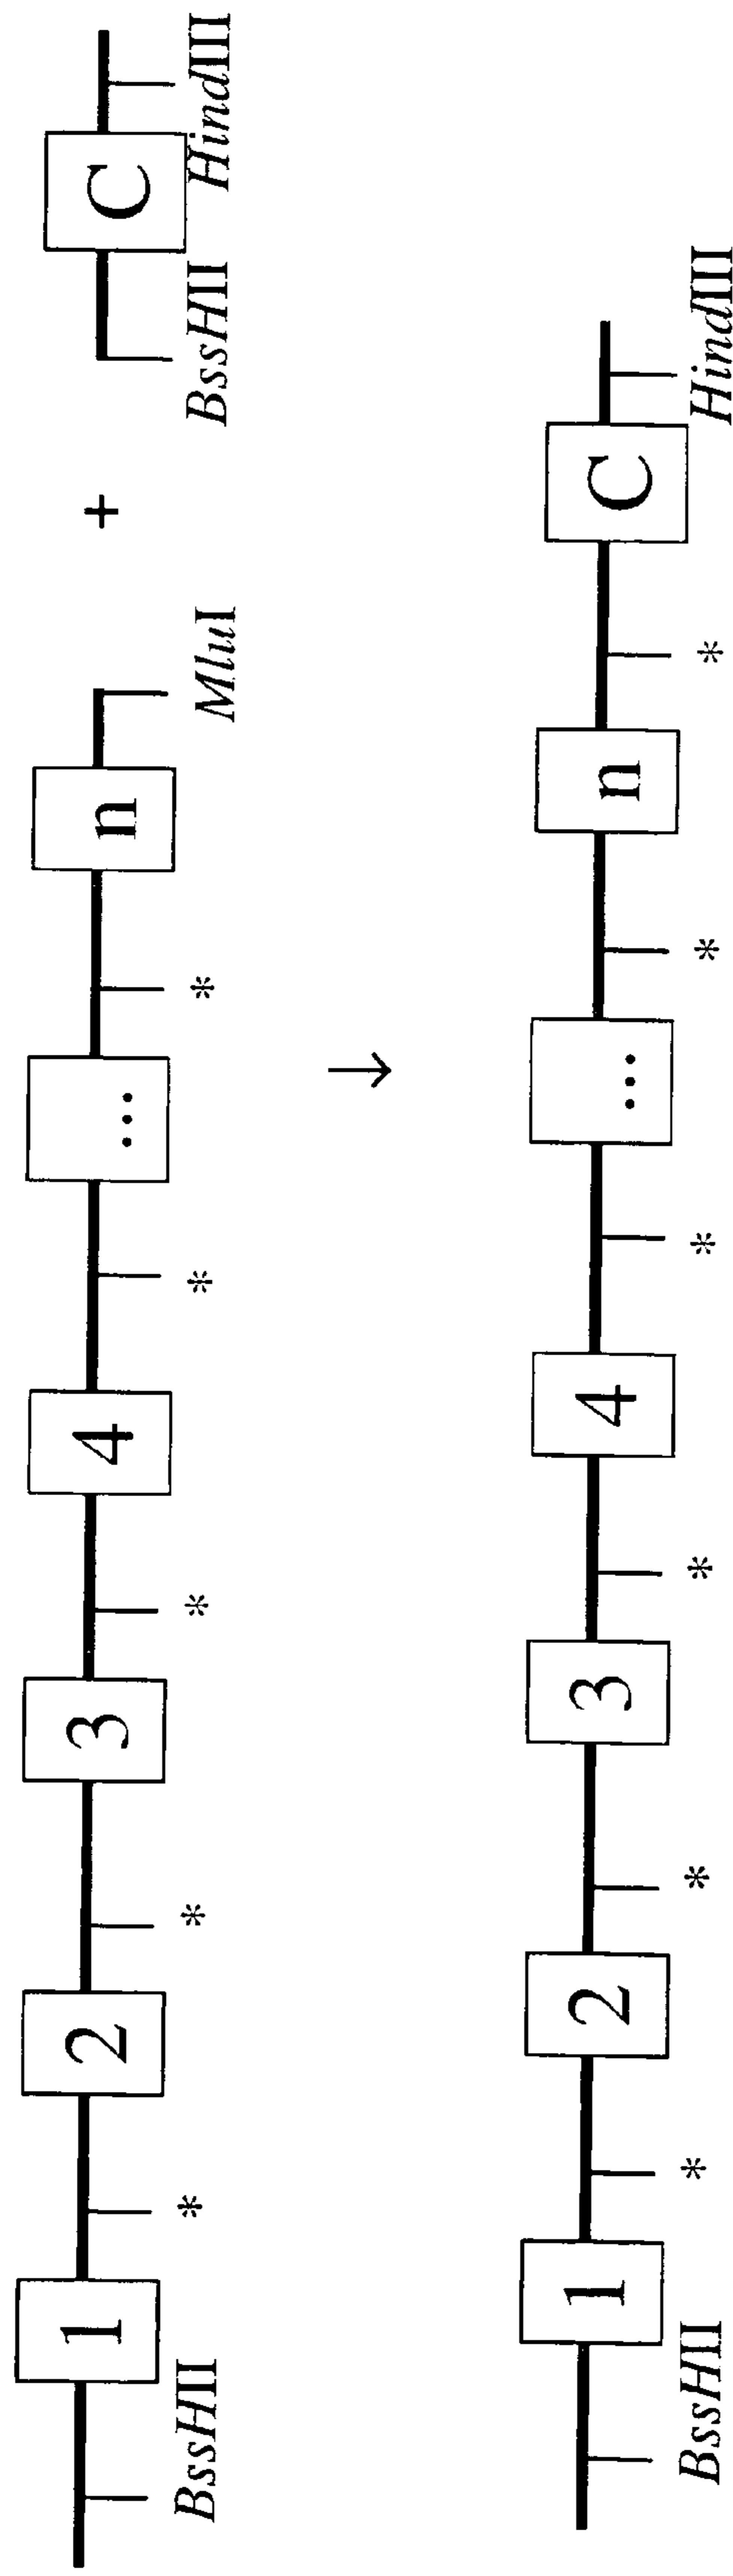 1 2 3 4 ... n + C
BssHII * * * * * MluI BssHII HindIII
↓
1 2 3 4 ... n C
BssHII * * * * * * HindIII